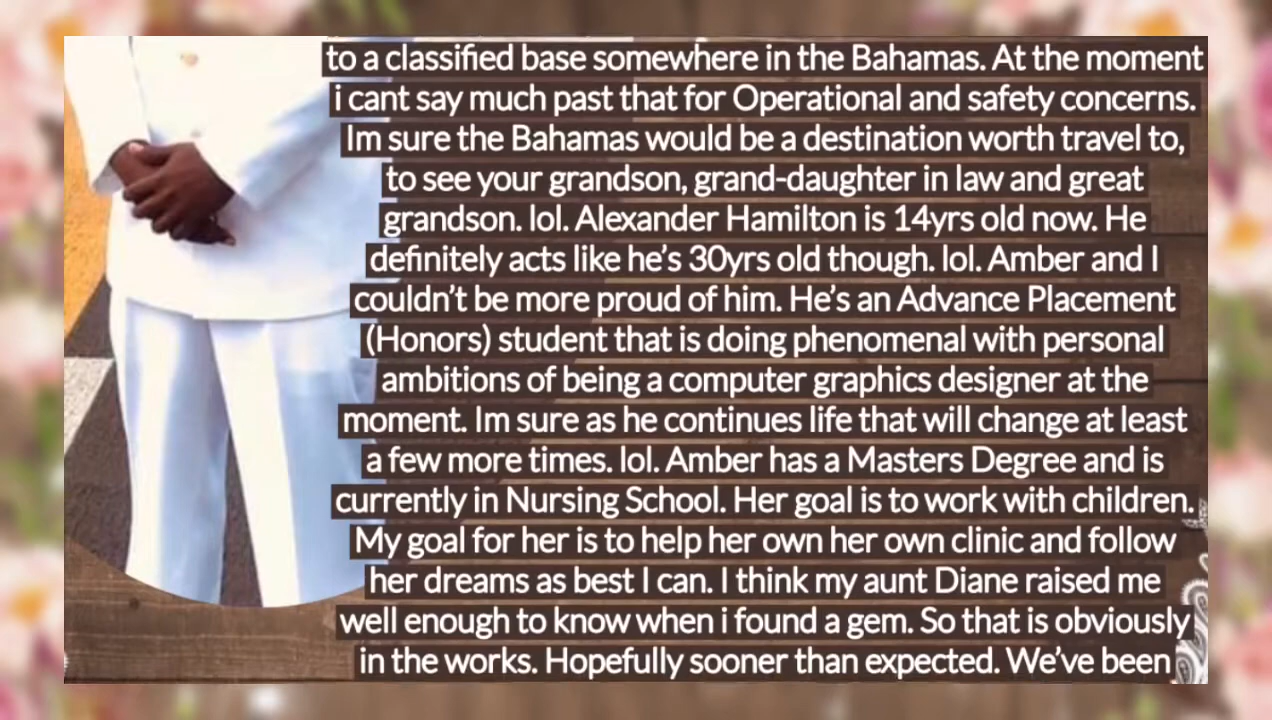 to a classified base somewhere in the Bahamas. At the moment
i cant say much past that for Operational and safety concerns.
Im sure the Bahamas would be a destination worth travel to,
to see your grandson, grand-daughter in law and great
grandson. lol. Alexander Hamilton is 14yrs old now. He
definitely acts like he's 30yrs old though. lol. Amber and I
couldn't be more proud of him. He's an Advance Placement
(Honors) student that is doing phenomenal with personal
ambitions of being a computer graphics designer at the
moment. Im sure as he continues life that will change at least
a few more times. lol. Amber has a Masters Degree and is
currently in Nursing School. Her goal is to work with children.
My goal for her is to help her own her own clinic and follow
her dreams as best I can. I think my aunt Diane raised me
well enough to know when i found a gem. So that is obviously
in the works. Hopefully sooner than expected. We've been